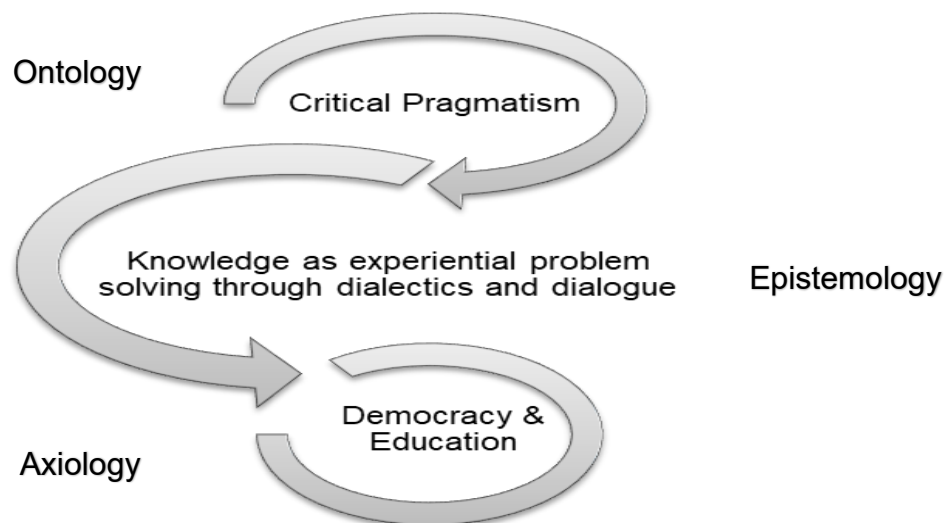 Ontology
Critical Pragmatism
Knowledge as experiential problem
solving through dialectics and dialogue
Epistemology
Democracy &
Education
Axiology